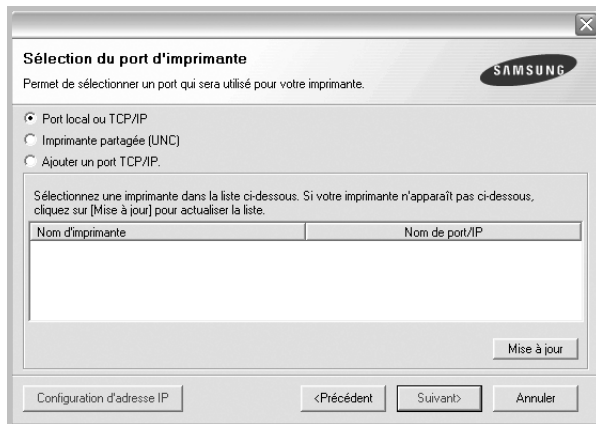 Sélection du port d'imprimante
Permet de sélectionner un port qui sera utilisé pour votre imprimante.
SAMSUNG
Port local ou TCP/IP
Imprimante partagée (UNC)
Ajouter un port TCP/IP.
Sélectionnez une imprimante dans la liste ci-dessous. Si votre imprimante n'apparaît pas ci-dessous,
cliquez sur [Mise à jour] pour actualiser la liste.
Nom d'imprimante Nom de port/IP
Mise à jour
Configuration d'adresse IP <Précédent Suivant> Annuler